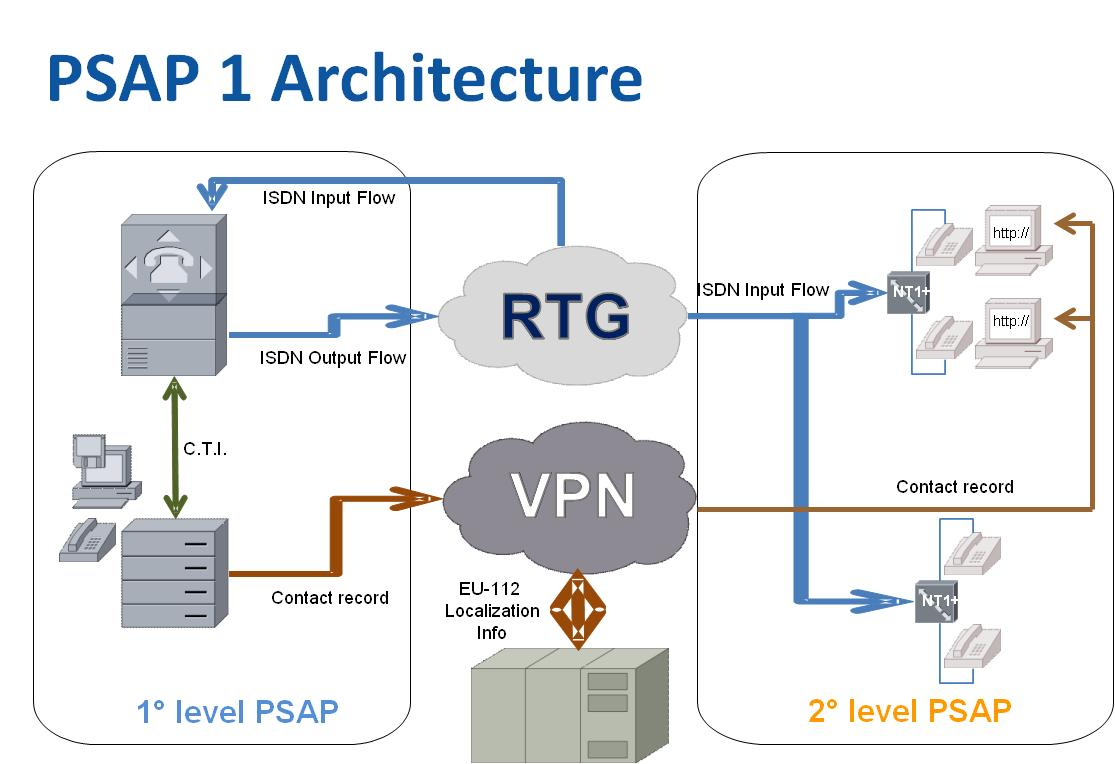 PSAP 1 Architecture
ISDN Input Flow
RTG
ISDN Input Flow
ISDN Output Flow
http://
NT1+
http://
C.T.I.
VPN
Contact record
Contact record
EU-112
Localization
Info
NT1+
1° level PSAP
2° level PSAP